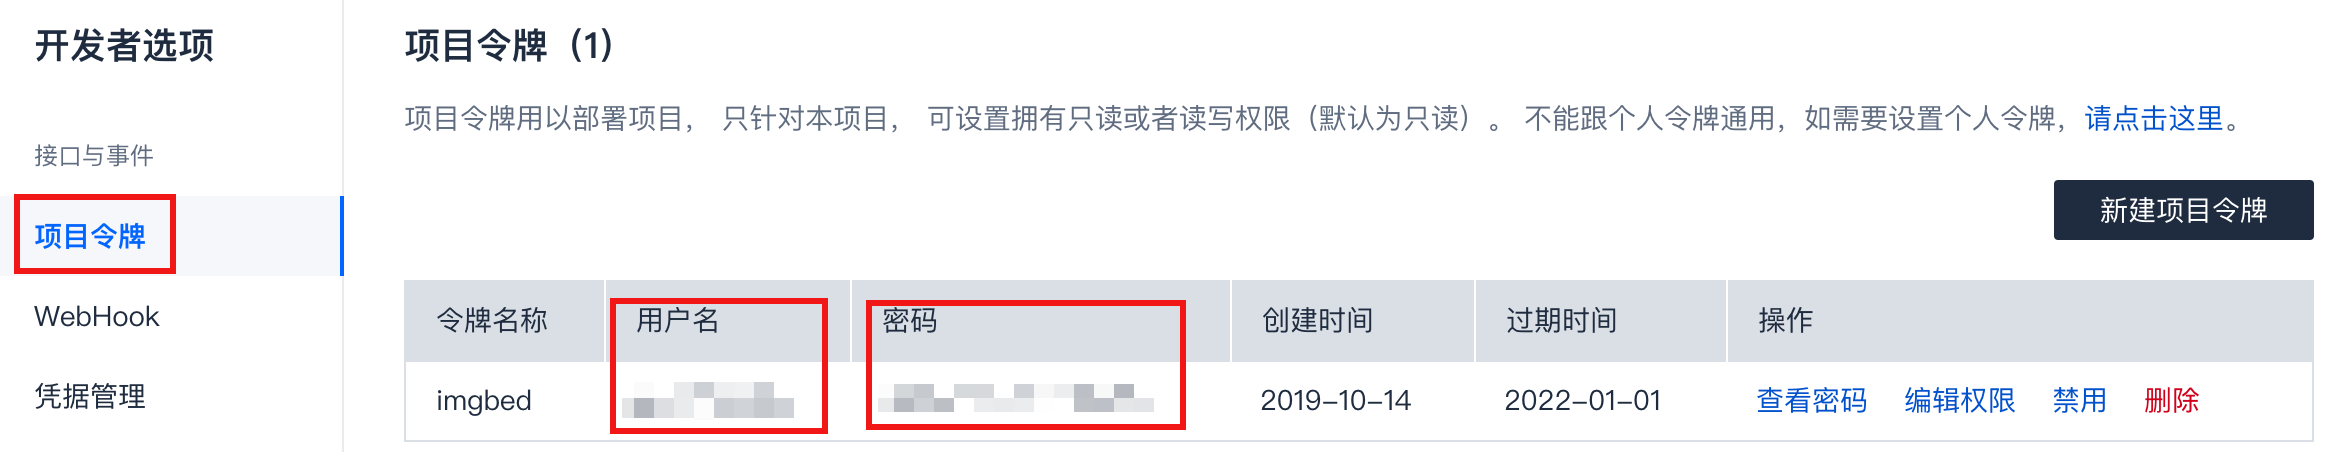 开发者选项
接口与事件
项目令牌
WebHook
凭据管理
项目令牌（1）
项目令牌用以部署项目， 只针对本项目， 可设置拥有只读或者读写权限（默认为只读）。 不能跟个人令牌通用，如需要设置个人令牌，请点击这里。
新建项目令牌
令牌名称 用户名 密码 创建时间 过期时间 操作
imgbed 2019-10-14 2022-01-01 查看密码 编辑权限 禁用 删除